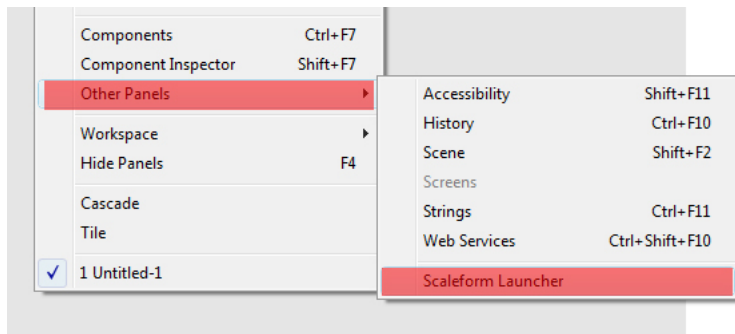 Components Ctrl+F7
Component Inspector Shift+F7
Other Panels
Workspace
Hide Panels F4
Cascade
Tile
1 Untitled-1
Accessibility Shift+F11
History Ctrl+F10
Scene Shift+F2
Screens
Strings Ctrl+F11
Web Services Ctrl+Shift+F10
Scaleform Launcher